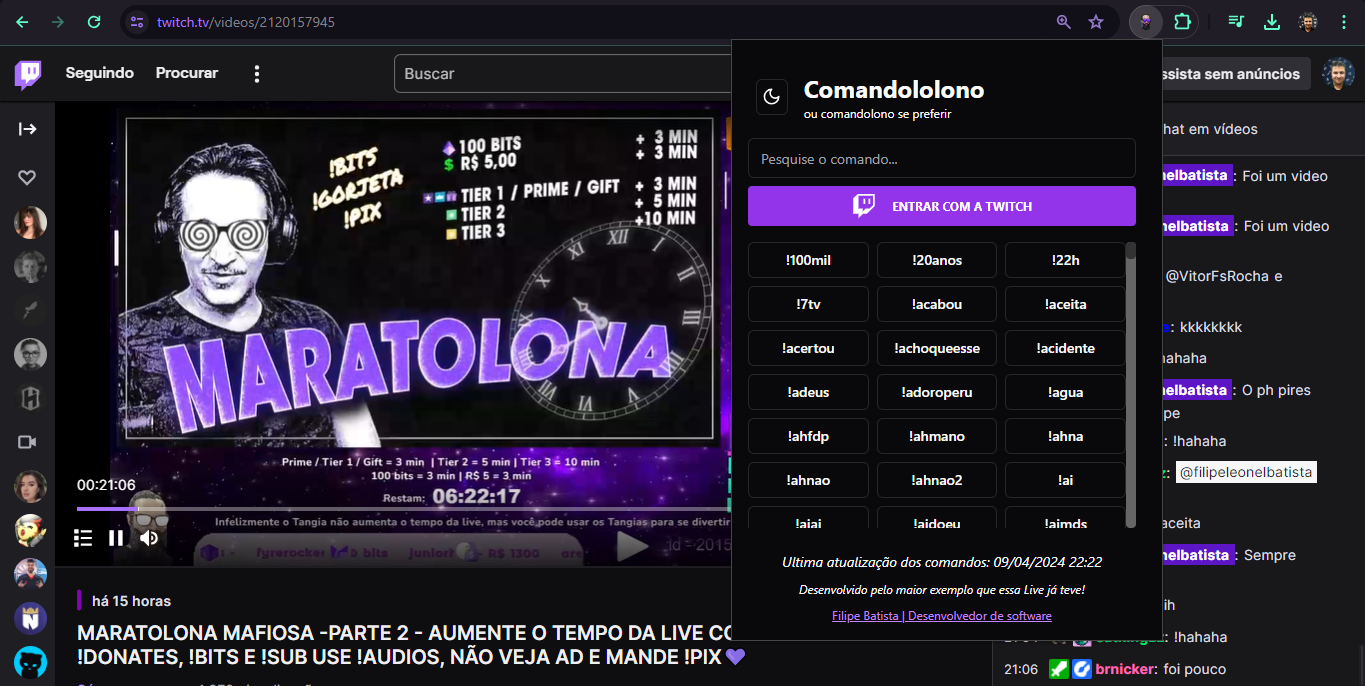 twitch.tv/videos/2120157945
Seguindo
Procurar
Buscar
ssista sem anúncios
!BITS
!GORJETA
!PIX
100 BITS + 3 MIN
$ R$ 5,00 + 3 MIN
TIER 1 / PRIME / GIFT + 3 MIN
TIER 2 + 5 MIN
TIER 3 +10 MIN
XII
I
II
III
X
MARATOLONA
Prime / Tier 1 / Gift = 3 min | Tier 2 = 5 min | Tier 3 = 10 min
100 bits = 3 min | R$ 5 = 3 min
Restam: 06:22:17
00:21:06
Infelizmente o Tangia não aumenta o tempo da live, mas você pode usar os Tangias para se divertir
há 15 horas
MARATOLONA MAFIOSA -PARTE 2 - AUMENTE O TEMPO DA LIVE CO
!DONATES, !BITS E !SUB USE !AUDIOS, NÃO VEJA AD E MANDE !PIX💜
Comandololono
ou comandolono se preferir
Pesquise o comando...
ENTRAR COM A TWITCH
!100mil !20anos !22h
!7tv !acabou !aceita
!acertou !achoqueesse !acidente
!adeus !adoroperu !agua
!ahfdp !ahmano !ahna
!ahnao !ahnao2 !ai
!aiai !aidoeu !aimds
Ultima atualização dos comandos: 09/04/2024 22:22
Desenvolvido pelo maior exemplo que essa Live já teve!
Filipe Batista | Desenvolvedor de software
hat em vídeos
nelbatista: Foi um video
nelbatista: Foi um video
@VitorFsRocha e
: kkkkkkkk
hahaha
nelbatista: O ph pires
pe
: !hahaha
z: @filipeleonelbatista
aceita
nelbatista: Sempre
ih
: !hahaha
21:06 brnicker: foi pouco